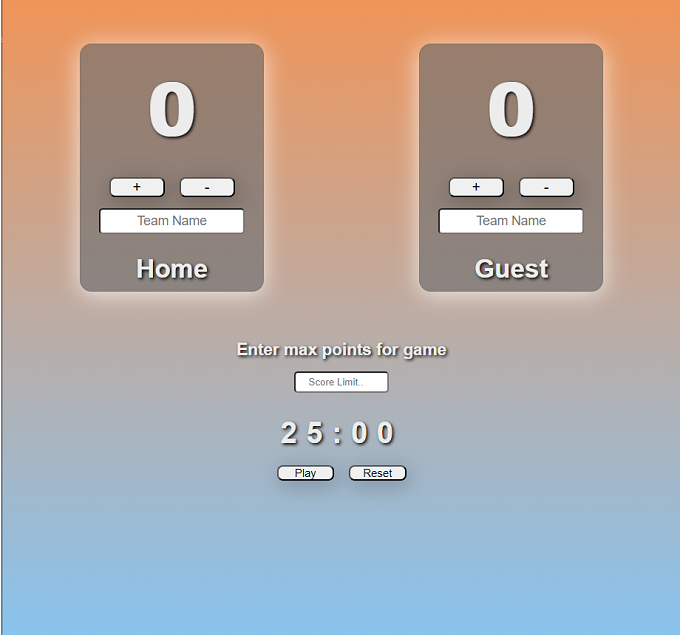 0 0
+ - + -
Team Name Team Name
Home Guest
Enter max points for game
Score Limit..
25:00
Play Reset